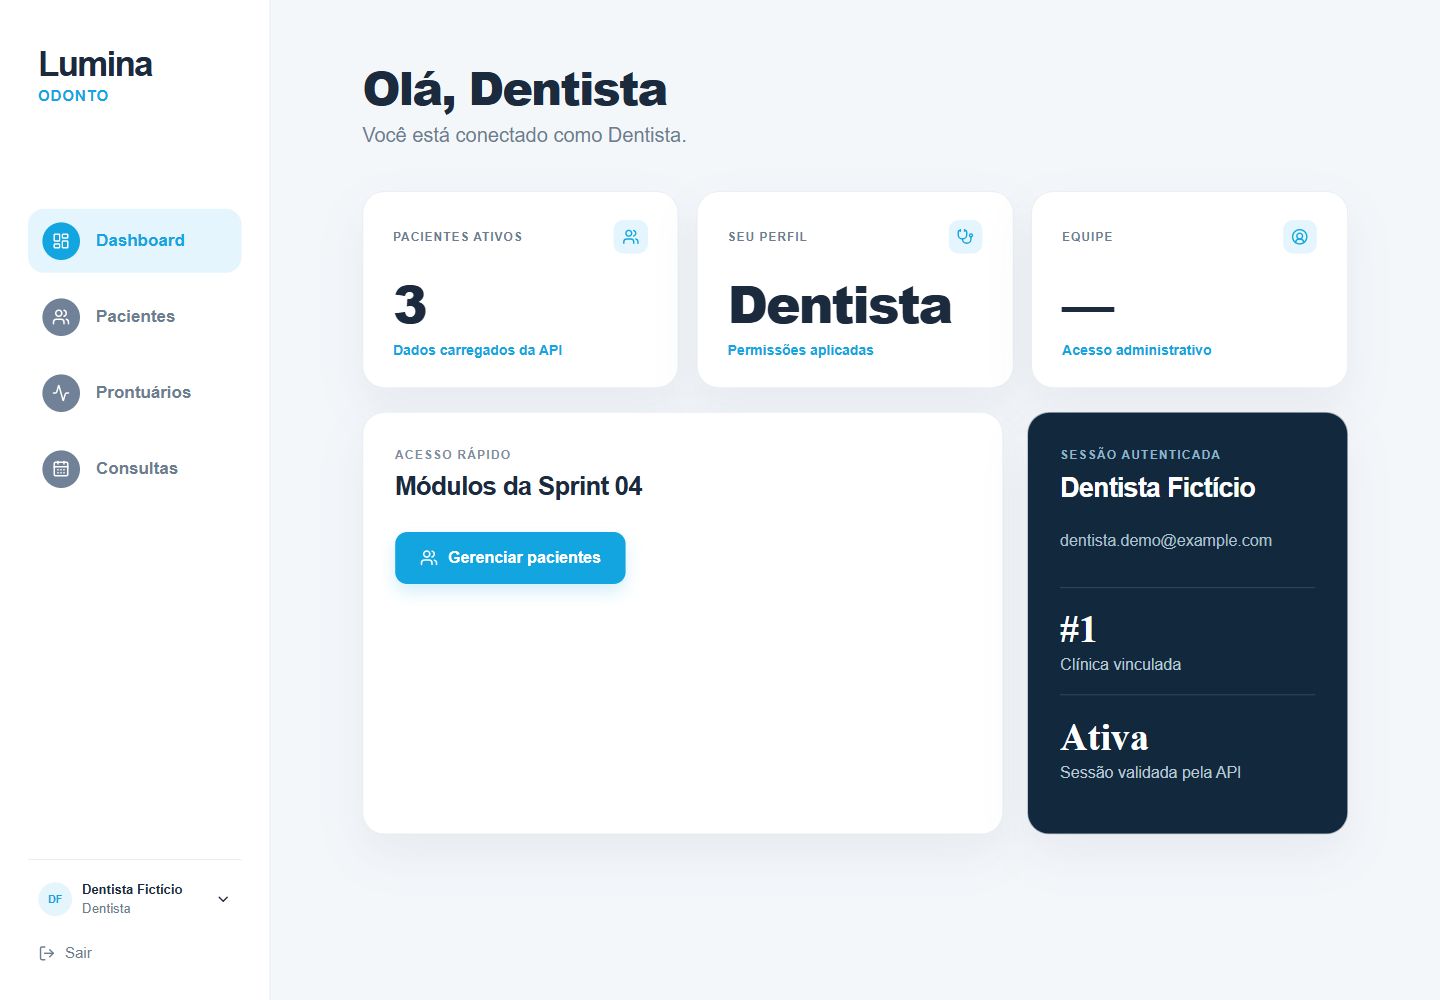 Lumina
ODONTO
Dashboard
Pacientes
Prontuários
Consultas
DF
Dentista Fictício
Dentista
Sair
Olá, Dentista
Você está conectado como Dentista.
PACIENTES ATIVOS
3
Dados carregados da API
SEU PERFIL
Dentista
Permissões aplicadas
EQUIPE
—
Acesso administrativo
ACESSO RÁPIDO
Módulos da Sprint 04
Gerenciar pacientes
SESSÃO AUTENTICADA
Dentista Fictício
dentista.demo@example.com
#1
Clínica vinculada
Ativa
Sessão validada pela API